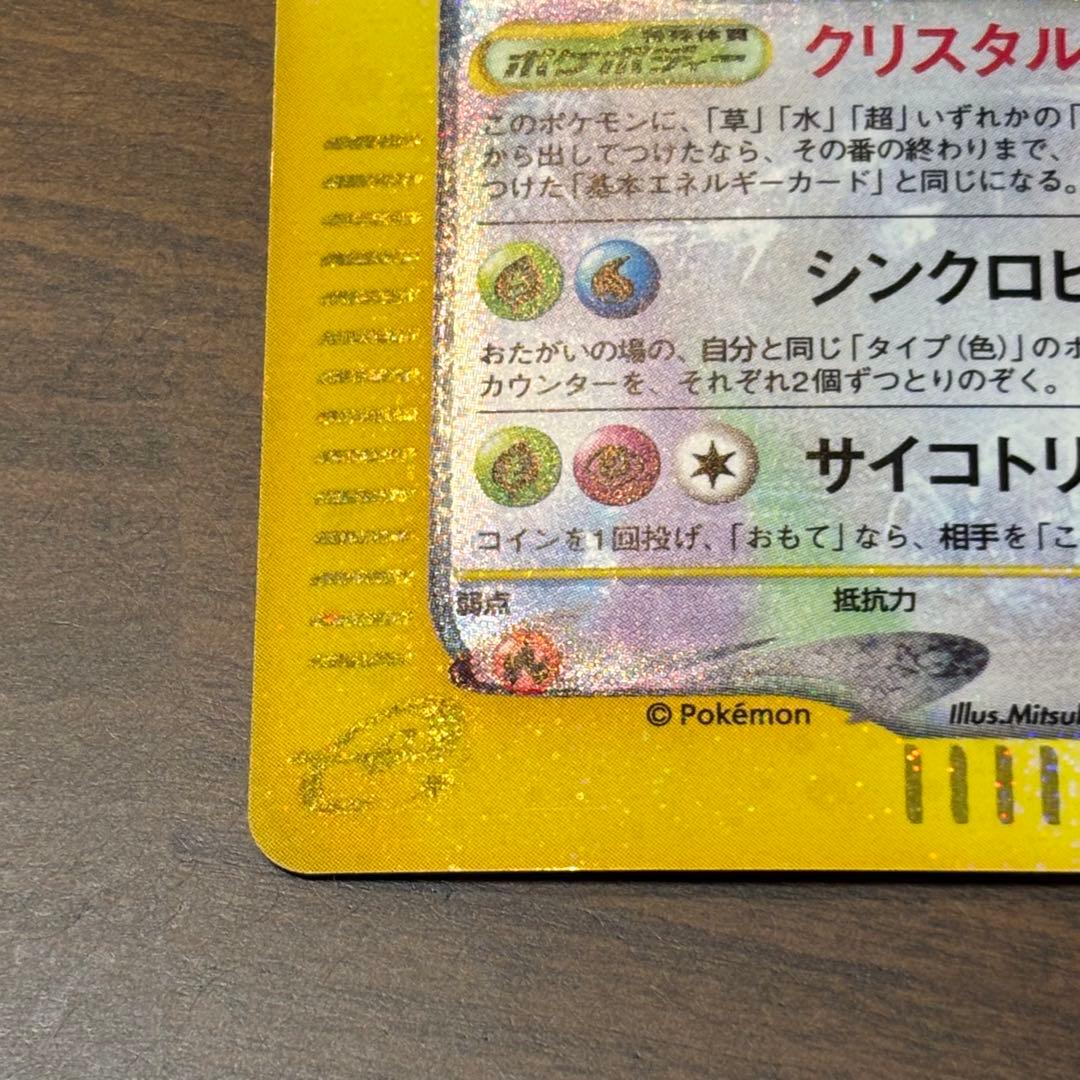 特殊体質
ポケボディー クリスタル
このポケモンに、「草」「水」「超」いずれかの「
から出してつけたなら、その番の終わりまで、
つけた「基本エネルギーカード」と同じになる。
シンクロヒ
おたがいの場の、自分と同じ「タイプ(色)」のポ
カウンターを、それぞれ2個ずつとりのぞく。
サイコトリ
コインを1回投げ、「おもて」なら、相手を「こ
弱点 抵抗力
© Pokémon Illus.Mitsuh